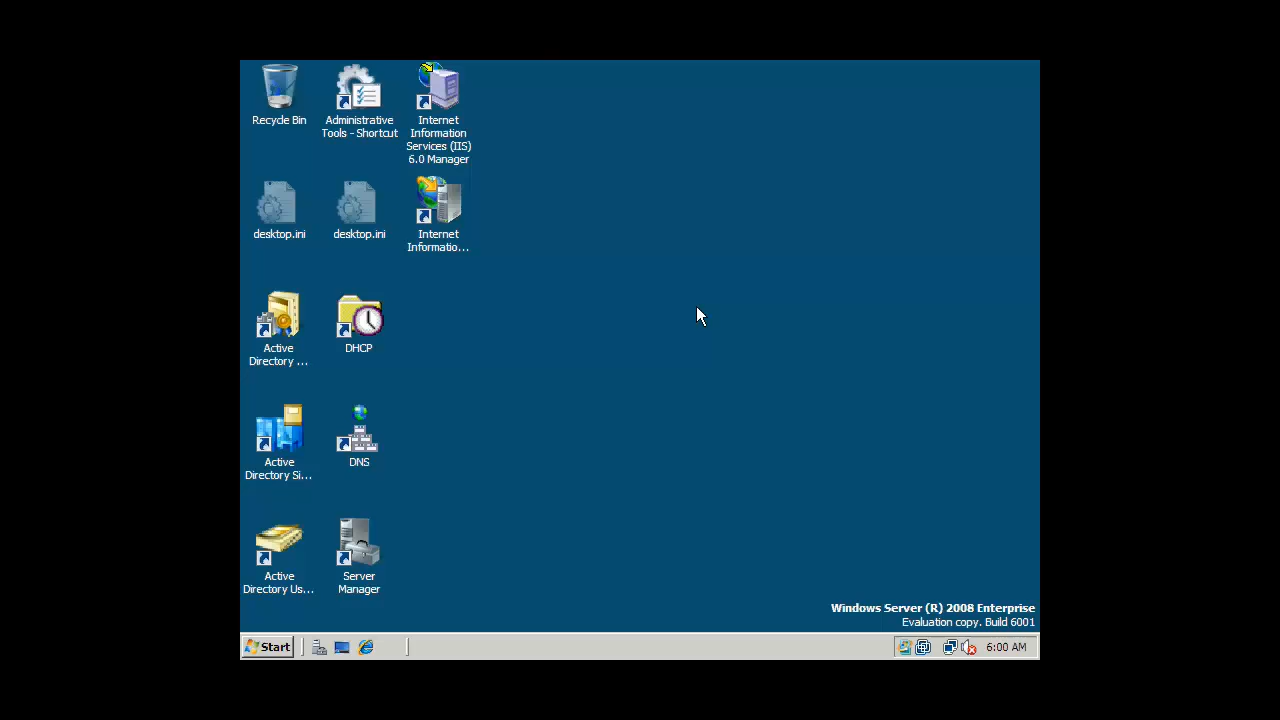 Recycle Bin
Administrative
Tools - Shortcut
Internet
Information
Services (IIS)
6.0 Manager
desktop.ini
desktop.ini
Internet
Informatio...
Active
Directory ...
DHCP
Active
Directory Si...
DNS
Active
Directory Us...
Server
Manager
Windows Server (R) 2008 Enterprise
Evaluation copy. Build 6001
Start
6:00 AM